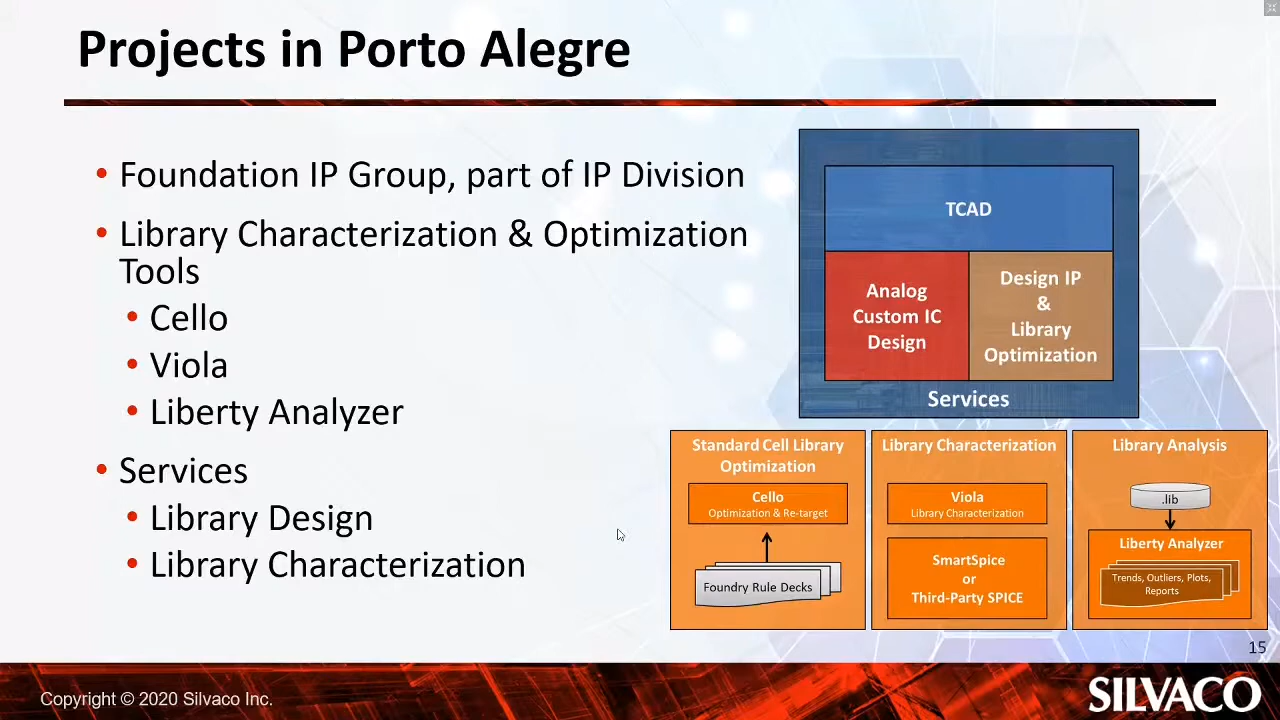 Projects in Porto Alegre
• Foundation IP Group, part of IP Division
• Library Characterization & Optimization
Tools
• Cello
• Viola
• Liberty Analyzer
• Services
• Library Design
• Library Characterization
TCAD
Analog
Custom IC
Design
Design IP
&
Library
Optimization
Services
Standard Cell Library
Optimization
Cello
Optimization & Re-target
Foundry Rule Decks
Library Characterization
Viola
Library Characterization
SmartSpice
or
Third-Party SPICE
Library Analysis
.lib
Liberty Analyzer
Trends, Outliers, Plots,
Reports
15
Copyright © 2020 Silvaco Inc.
SILVACO